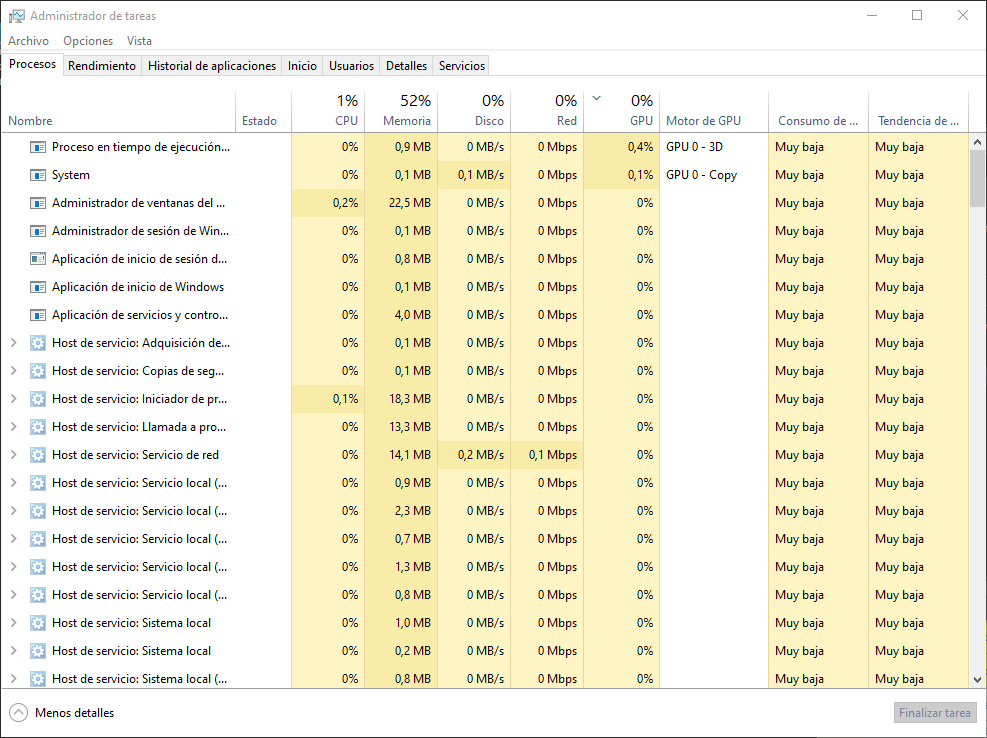 Administrador de tareas
Archivo Opciones Vista
Procesos Rendimiento Historial de aplicaciones Inicio Usuarios Detalles Servicios
1% 52% 0% 0% 0%
Nombre Estado CPU Memoria Disco Red GPU Motor de GPU Consumo de ... Tendencia de ...
Proceso en tiempo de ejecución... 0% 0,9 MB 0 MB/s 0 Mbps 0,4% GPU 0 - 3D Muy baja Muy baja
System 0% 0,1 MB 0,1 MB/s 0 Mbps 0,1% GPU 0 - Copy Muy baja Muy baja
Administrador de ventanas del ... 0,2% 22,5 MB 0 MB/s 0 Mbps 0% Muy baja Muy baja
Administrador de sesión de Win... 0% 0,1 MB 0 MB/s 0 Mbps 0% Muy baja Muy baja
Aplicación de inicio de sesión d... 0% 0,8 MB 0 MB/s 0 Mbps 0% Muy baja Muy baja
Aplicación de inicio de Windows 0% 0,1 MB 0 MB/s 0 Mbps 0% Muy baja Muy baja
Aplicación de servicios y contro... 0% 4,0 MB 0 MB/s 0 Mbps 0% Muy baja Muy baja
Host de servicio: Adquisición de... 0% 0,1 MB 0 MB/s 0 Mbps 0% Muy baja Muy baja
Host de servicio: Copias de seg... 0% 0,1 MB 0 MB/s 0 Mbps 0% Muy baja Muy baja
Host de servicio: Iniciador de pr... 0,1% 18,3 MB 0 MB/s 0 Mbps 0% Muy baja Muy baja
Host de servicio: Llamada a pro... 0% 13,3 MB 0 MB/s 0 Mbps 0% Muy baja Muy baja
Host de servicio: Servicio de red 0% 14,1 MB 0,2 MB/s 0,1 Mbps 0% Muy baja Muy baja
Host de servicio: Servicio local (... 0% 0,9 MB 0 MB/s 0 Mbps 0% Muy baja Muy baja
Host de servicio: Servicio local (... 0% 2,3 MB 0 MB/s 0 Mbps 0% Muy baja Muy baja
Host de servicio: Servicio local (... 0% 0,7 MB 0 MB/s 0 Mbps 0% Muy baja Muy baja
Host de servicio: Servicio local (... 0% 1,3 MB 0 MB/s 0 Mbps 0% Muy baja Muy baja
Host de servicio: Servicio local (... 0% 0,8 MB 0 MB/s 0 Mbps 0% Muy baja Muy baja
Host de servicio: Sistema local 0% 1,0 MB 0 MB/s 0 Mbps 0% Muy baja Muy baja
Host de servicio: Sistema local 0% 0,2 MB 0 MB/s 0 Mbps 0% Muy baja Muy baja
Host de servicio: Sistema local (... 0% 0,8 MB 0 MB/s 0 Mbps 0% Muy baja Muy baja
Menos detalles Finalizar tarea